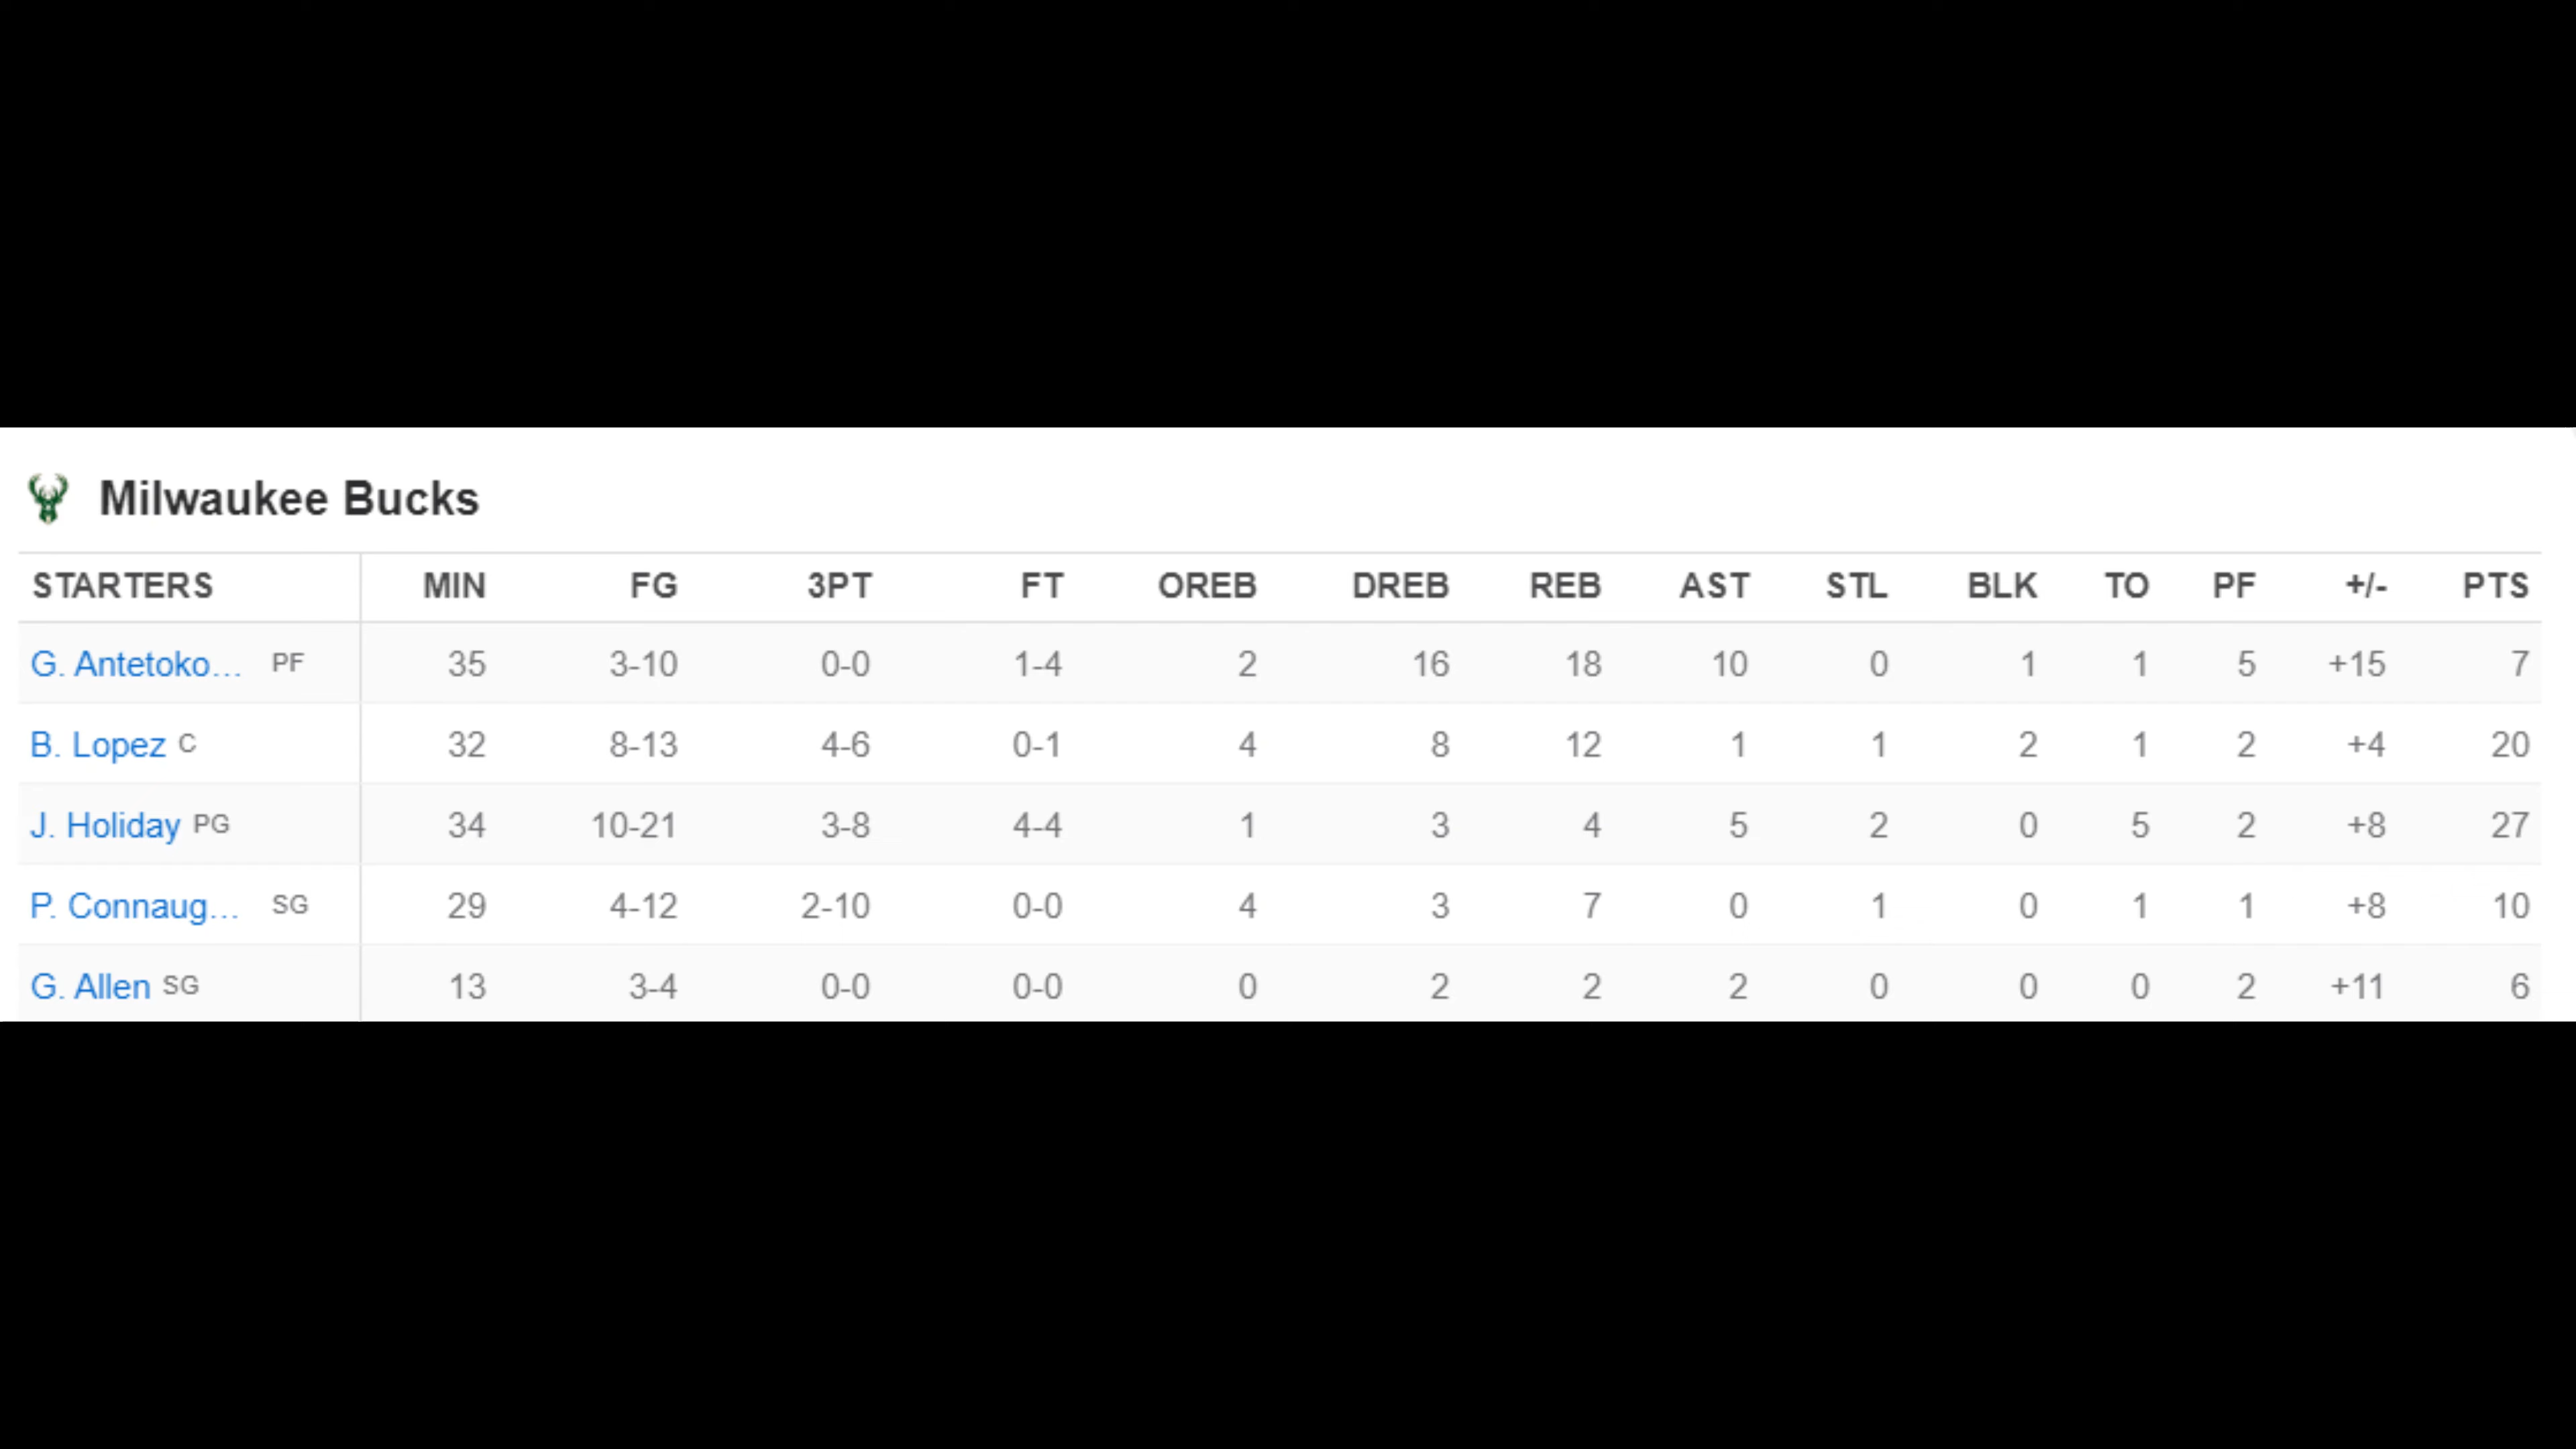 Milwaukee Bucks
STARTERS MIN FG 3PT FT OREB DREB REB AST STL BLK TO PF +/- PTS
G. Antetoko... PF 35 3-10 0-0 1-4 2 16 18 10 0 1 1 5 +15 7
B. Lopez C 32 8-13 4-6 0-1 4 8 12 1 1 2 1 2 +4 20
J. Holiday PG 34 10-21 3-8 4-4 1 3 4 5 2 0 5 2 +8 27
P. Connaug... SG 29 4-12 2-10 0-0 4 3 7 0 1 0 1 1 +8 10
G. Allen SG 13 3-4 0-0 0-0 0 2 2 2 0 0 0 2 +11 6